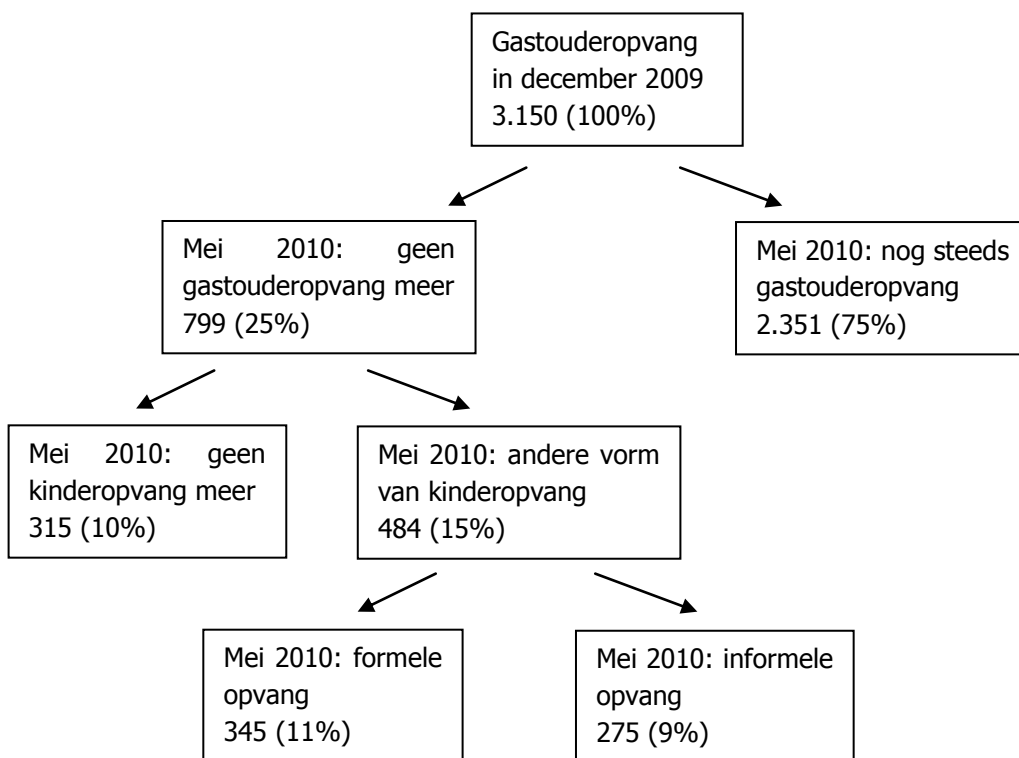 Gastouderopvang
in december 2009
3.150 (100%)
Mei 2010: geen
gastouderopvang meer
799 (25%)
Mei 2010: nog steeds
gastouderopvang
2.351 (75%)
Mei 2010: geen
kinderopvang meer
315 (10%)
Mei 2010: andere vorm
van kinderopvang
484 (15%)
Mei 2010: formele
opvang
345 (11%)
Mei 2010: informele
opvang
275 (9%)